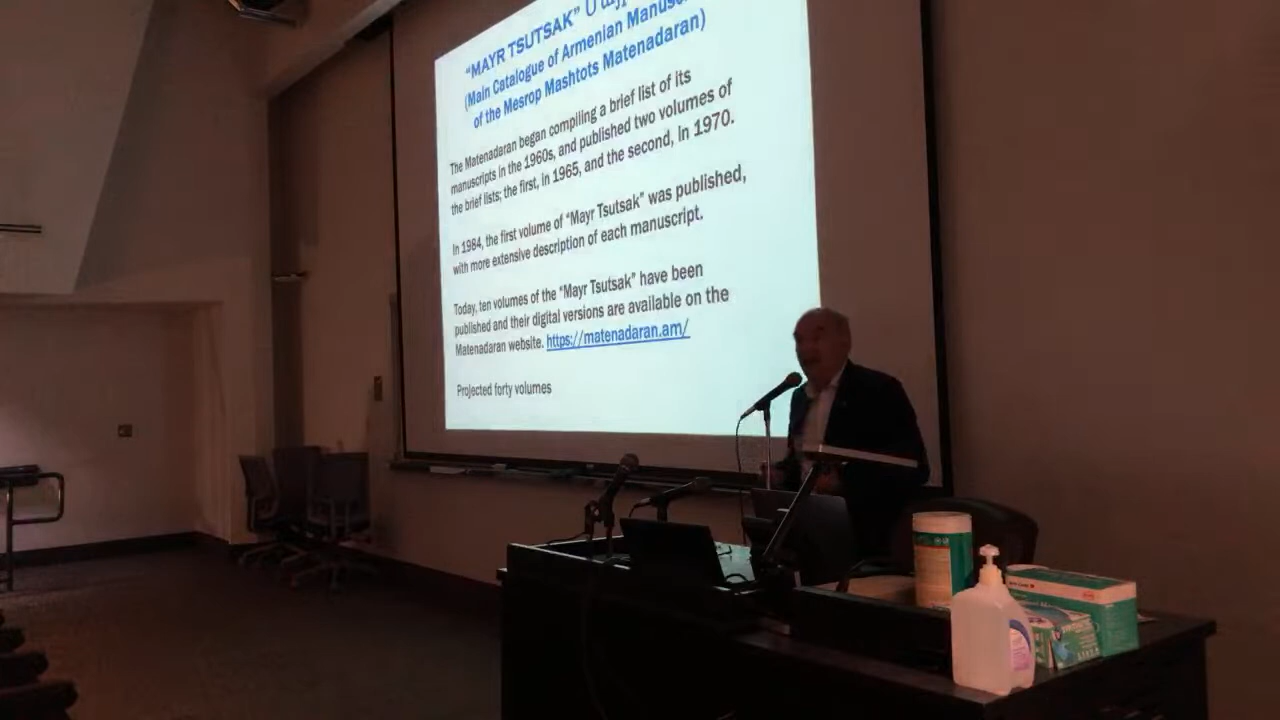 “MAYR TSUTSAK”
(Main Catalogue of Armenian
of the Mesrop Mashtots Matenadaran)
The Matenadaran began compiling a brief list of its
manuscripts in the 1960s, and published two volumes of
the brief lists; the first, in 1965, and the second, in 1970.
In 1984, the first volume of “Mayr Tsutsak” was published,
with more extensive description of each manuscript.
Today, ten volumes of the “Mayr Tsutsak” have been
published and their digital versions are available on the
Matenadaran website. https://matenadaran.am/
Projected forty volumes